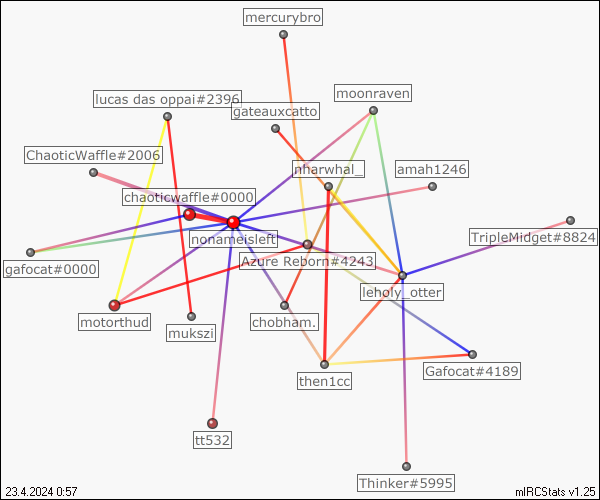 mercurybro
moonraven
lucas das oppai#2396
gateauxcatto
ChaoticWaffle#2006
nharwhal_
amah1246
chaoticwaffle#0000
TripleMidget#8824
nonameisleft
Azure Reborn#4243
gafocat#0000
leholy_otter
motorthud
chobham.
mukszi
Gafocat#4189
then1cc
tt532
Thinker#5995
23.4.2024 0:57
mIRCStats v1.25